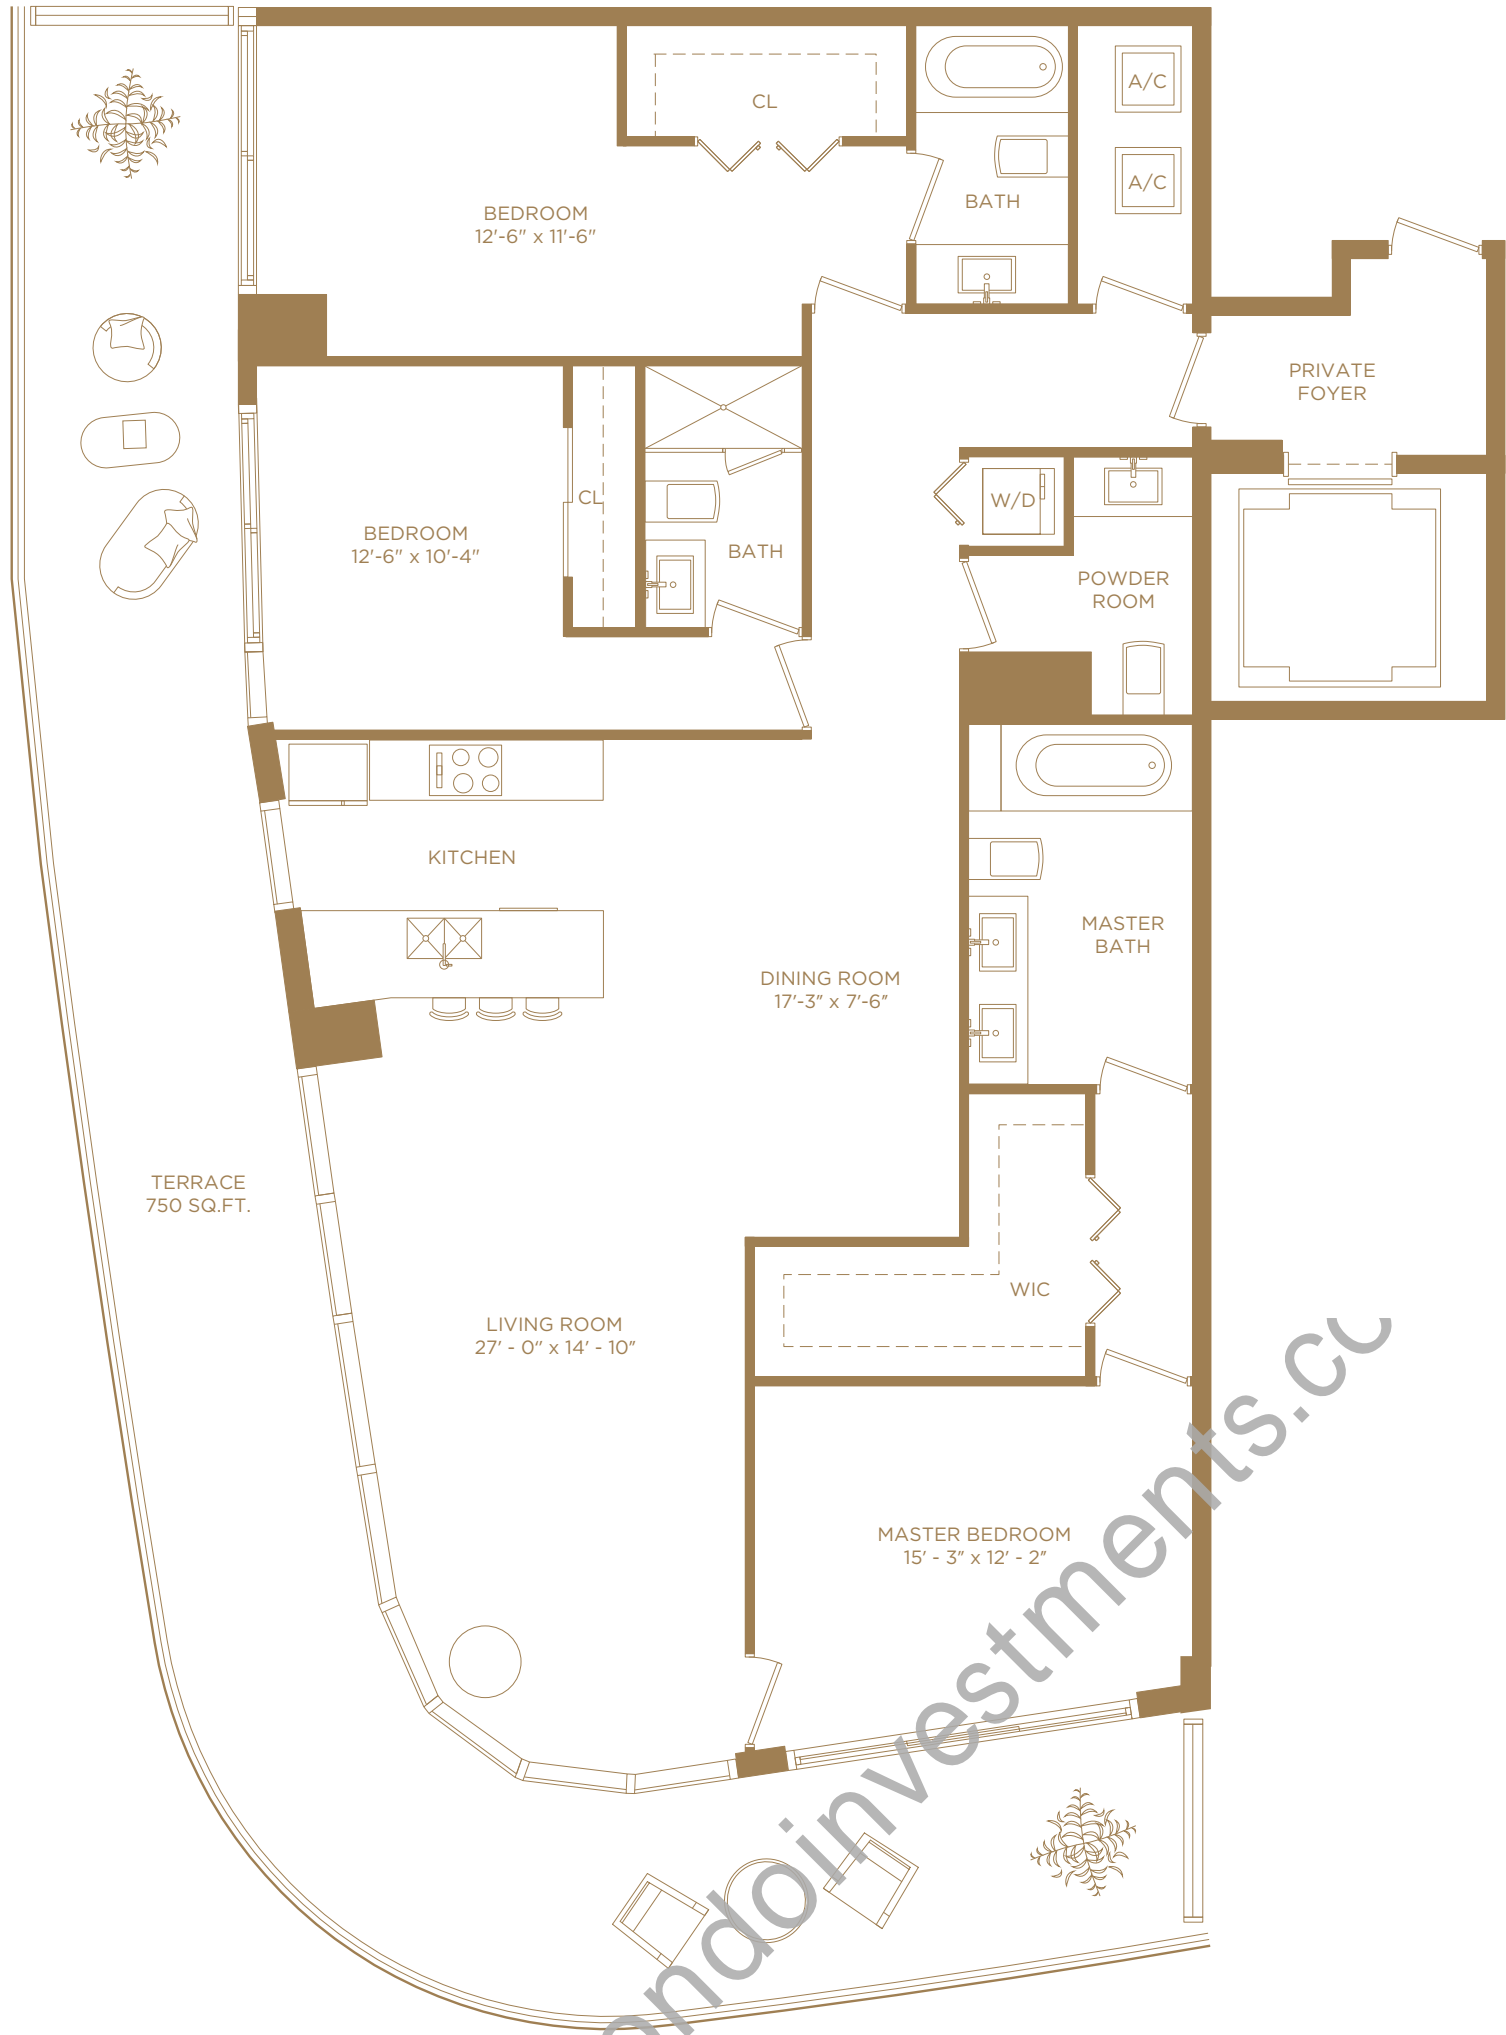 CL
A/C
A/C
BATH
BEDROOM
12'-6" x 11'-6"
PRIVATE
FOYER
CL
W/D
BEDROOM
12'-6" x 10'-4"
BATH
POWDER
ROOM
KITCHEN
MASTER
BATH
DINING ROOM
17'-3" x 7'-6"
TERRACE
750 SQ.FT.
WIC
LIVING ROOM
27' - 0" x 14' - 10"
MASTER BEDROOM
15' - 3" x 12' - 2"
ndoinvestments.co